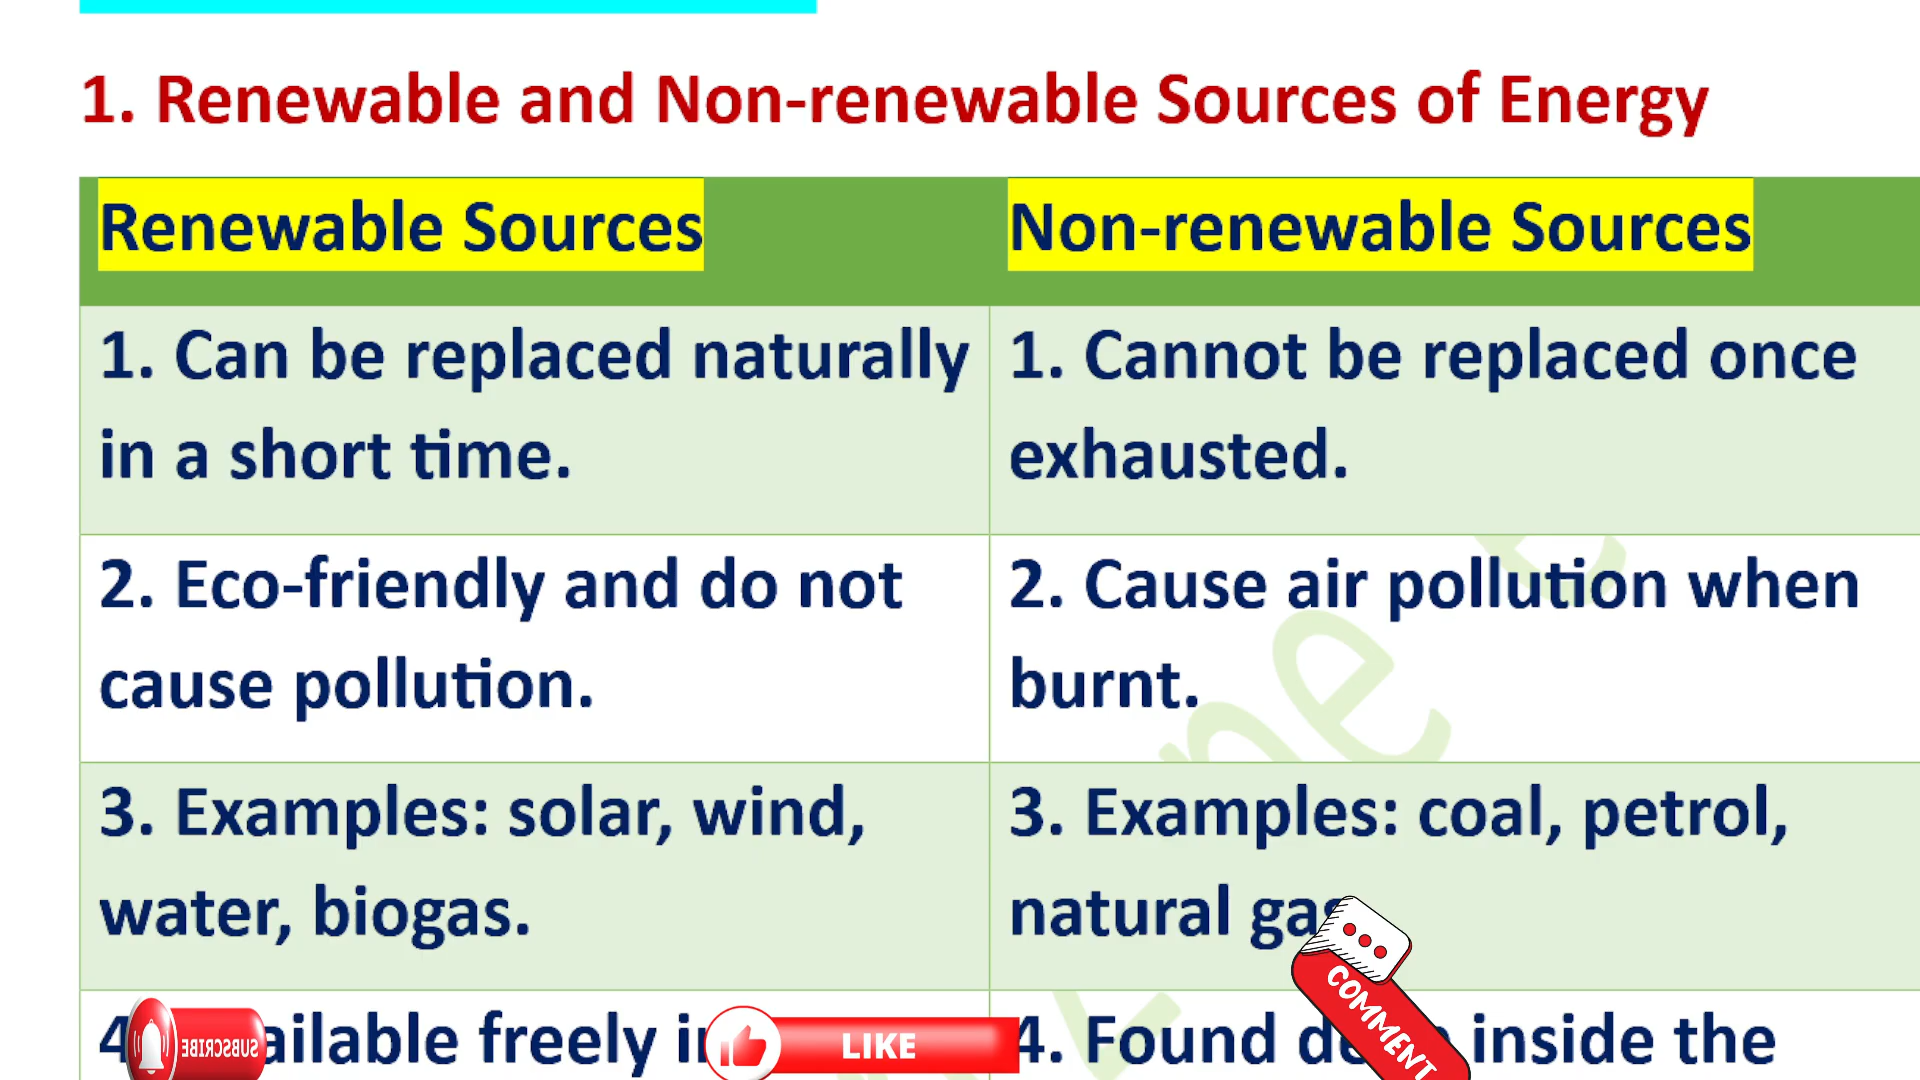 1. Renewable and Non-renewable Sources of Energy
Renewable Sources
Non-renewable Sources
1. Can be replaced naturally
in a short time.
1. Cannot be replaced once
exhausted.
2. Eco-friendly and do not
cause pollution.
2. Cause air pollution when
burnt.
3. Examples: solar, wind,
water, biogas.
3. Examples: coal, petrol,
natural gas
freely
4. Found inside the
SUBSCRIBE
LIKE
COMMENT